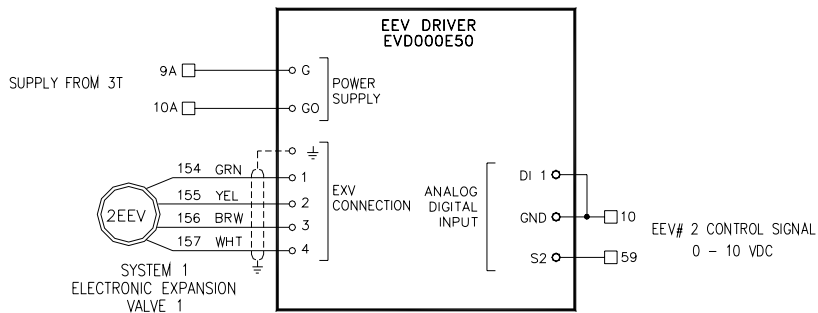 EEV DRIVER
EVD000E50
SUPPLY FROM 3T
9A
G
10A
GO
POWER
SUPPLY
154 GRN
1
155 YEL
2
156 BRW
3
157 WHT
4
2EEV
EXV
CONNECTION
SYSTEM 1
ELECTRONIC EXPANSION
VALVE 1
ANALOG
DIGITAL
INPUT
DI 1
GND
10
S2
59
EEV# 2 CONTROL SIGNAL
0 - 10 VDC